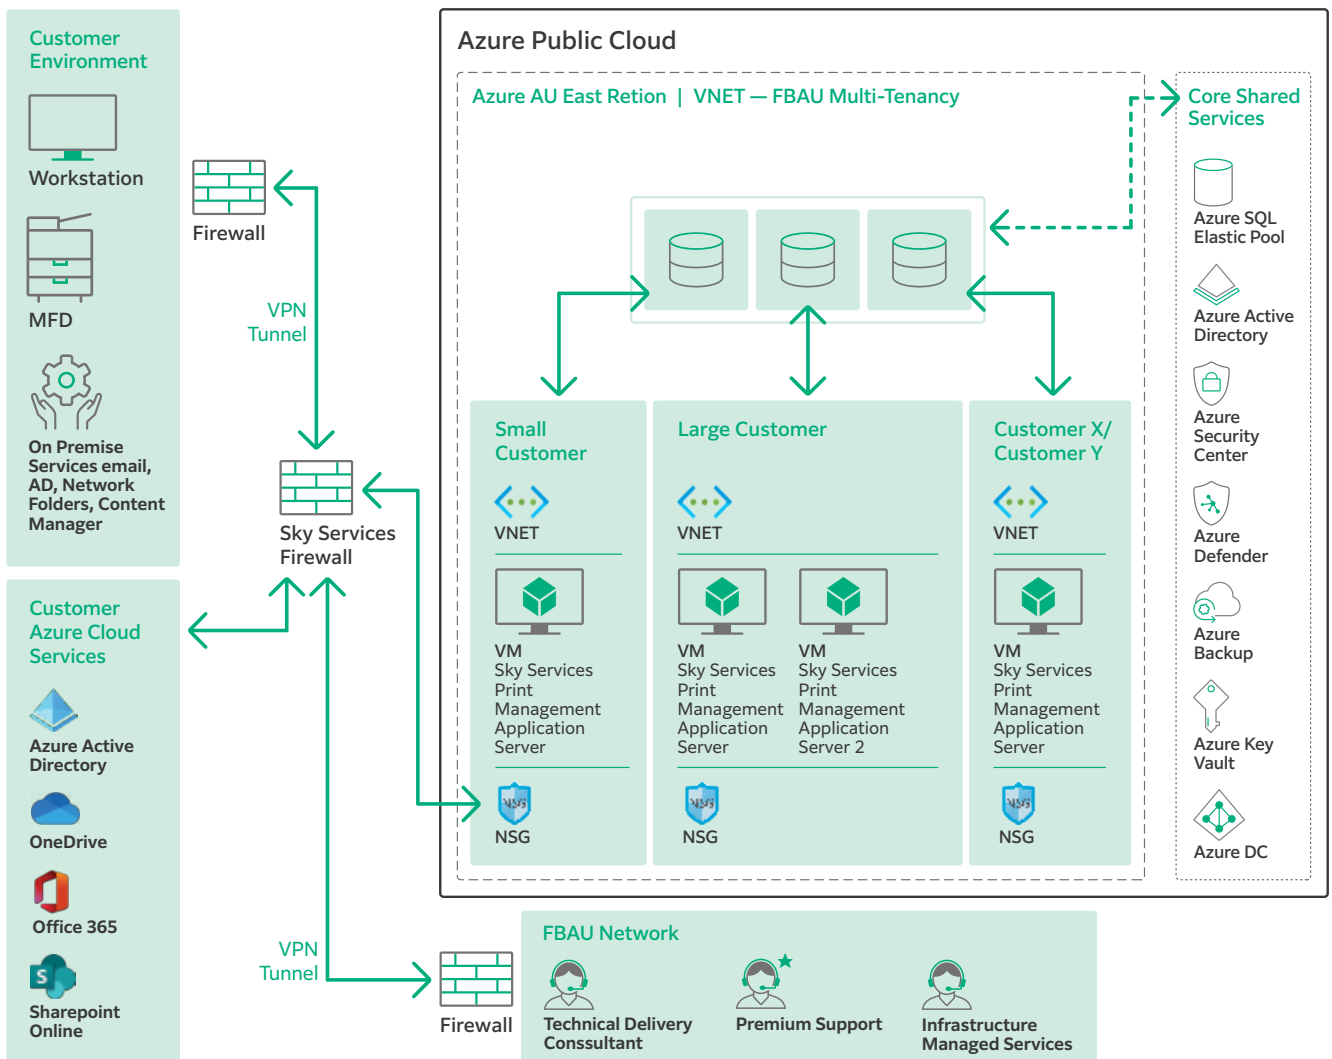 Customer
Environment
Workstation
MFD
On Premise
Services email,
AD, Network
Folders, Content
Manager
Customer
Azure Cloud
Services
Azure Active
Directory
OneDrive
Office 365
S
Sharepoint
Online
Firewall
VPN
Tunnel
Sky Services
Firewall
VPN
Tunnel
Firewall
Azure Public Cloud
Azure AU East Retion | VNET — FBAU Multi-Tenancy
Small
Customer
VNET
VM
Sky Services
Print
Management
Application
Server
NSG
NSG
Large Customer
VNET
VM
Sky Services
Print
Management
Application
Server
VM
Sky Services
Print
Management
Application
Server 2
NSG
NSG
Customer X/
Customer Y
VNET
VM
Sky Services
Print
Management
Application
Server
NSG
NSG
Core Shared
Services
Azure SQL
Elastic Pool
Azure Active
Directory
Azure
Security
Center
Azure
Defender
Azure
Backup
Azure Key
Vault
Azure DC
FBAU Network
Technical Delivery
Conssultant
Premium Support
Infrastructure
Managed Services